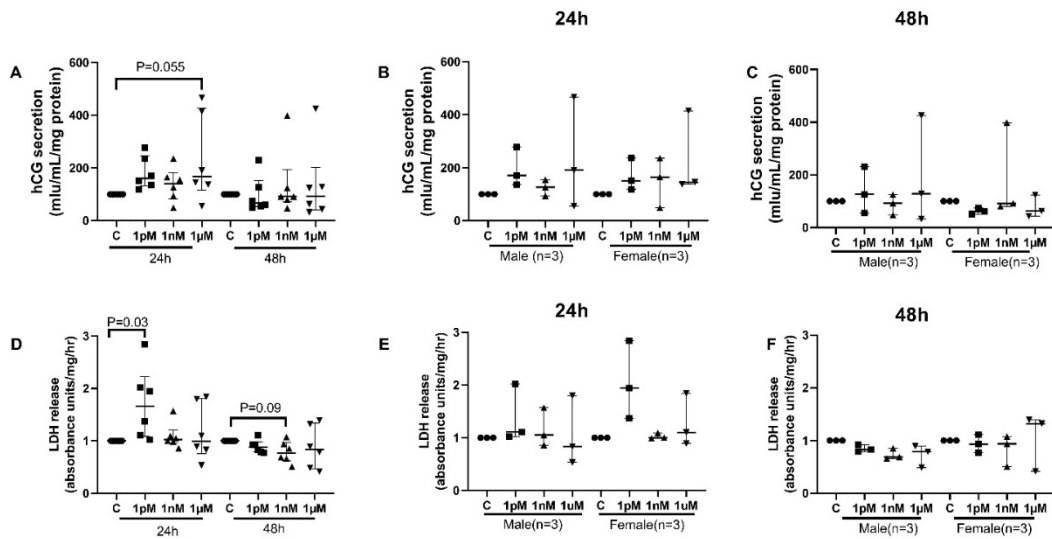 24h
48h
A
hCG secretion
(mIu/mL/mg protein)
600
400
200
0
P=0.055
C 1pM 1nM 1µM C 1pM 1nM 1µM
24h 48h
B
hCG secretion
(mIu/mL/mg protein)
600
400
200
0
C 1pM 1nM 1µM C 1pM 1nM 1µM
Male (n=3) Female(n=3)
C
hCG secretion
(mIu/mL/mg protein)
600
400
200
0
C 1pM 1nM 1µM C 1pM 1nM 1µM
Male(n=3) Female(n=3)
24h
48h
D
LDH release
(absorbance units/mg/hr)
3
2
1
0
P=0.03
P=0.09
C 1pM 1nM 1µM C 1pM 1nM 1µM
24h 48h
E
LDH release
(absorbance units/mg/hr)
3
2
1
0
C 1pM 1nM 1uM C 1pM 1nM 1uM
Male(n=3) Female(n=3)
F
LDH release
(absorbance units/mg/hr)
3
2
1
0
C 1pM 1nM 1µM C 1pM 1nM 1µM
Male(n=3) Female(n=3)